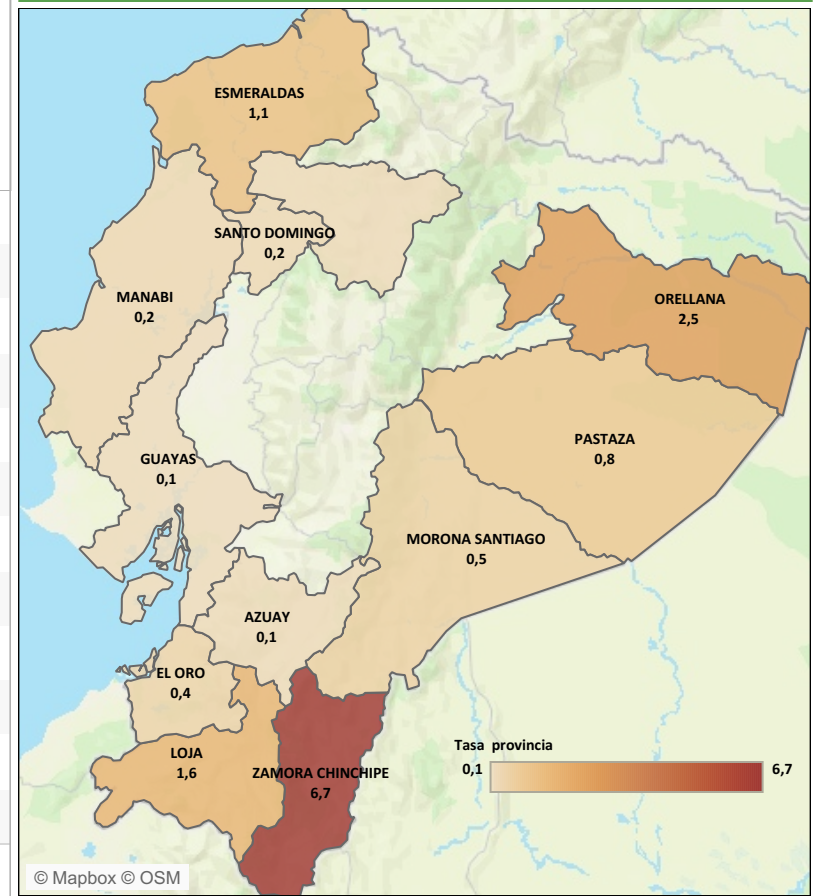 ESMERALDAS
1,1
SANTO DOMINGO
0,2
MANABI
0,2
ORELLANA
2,5
PASTAZA
0,8
GUAYAS
0,1
MORONA SANTIAGO
0,5
AZUAY
0,1
EL ORO
0,4
LOJA
1,6
ZAMORA CHINCHIPE
6,7
Tasa provincia
0,1 6,7
© Mapbox © OSM